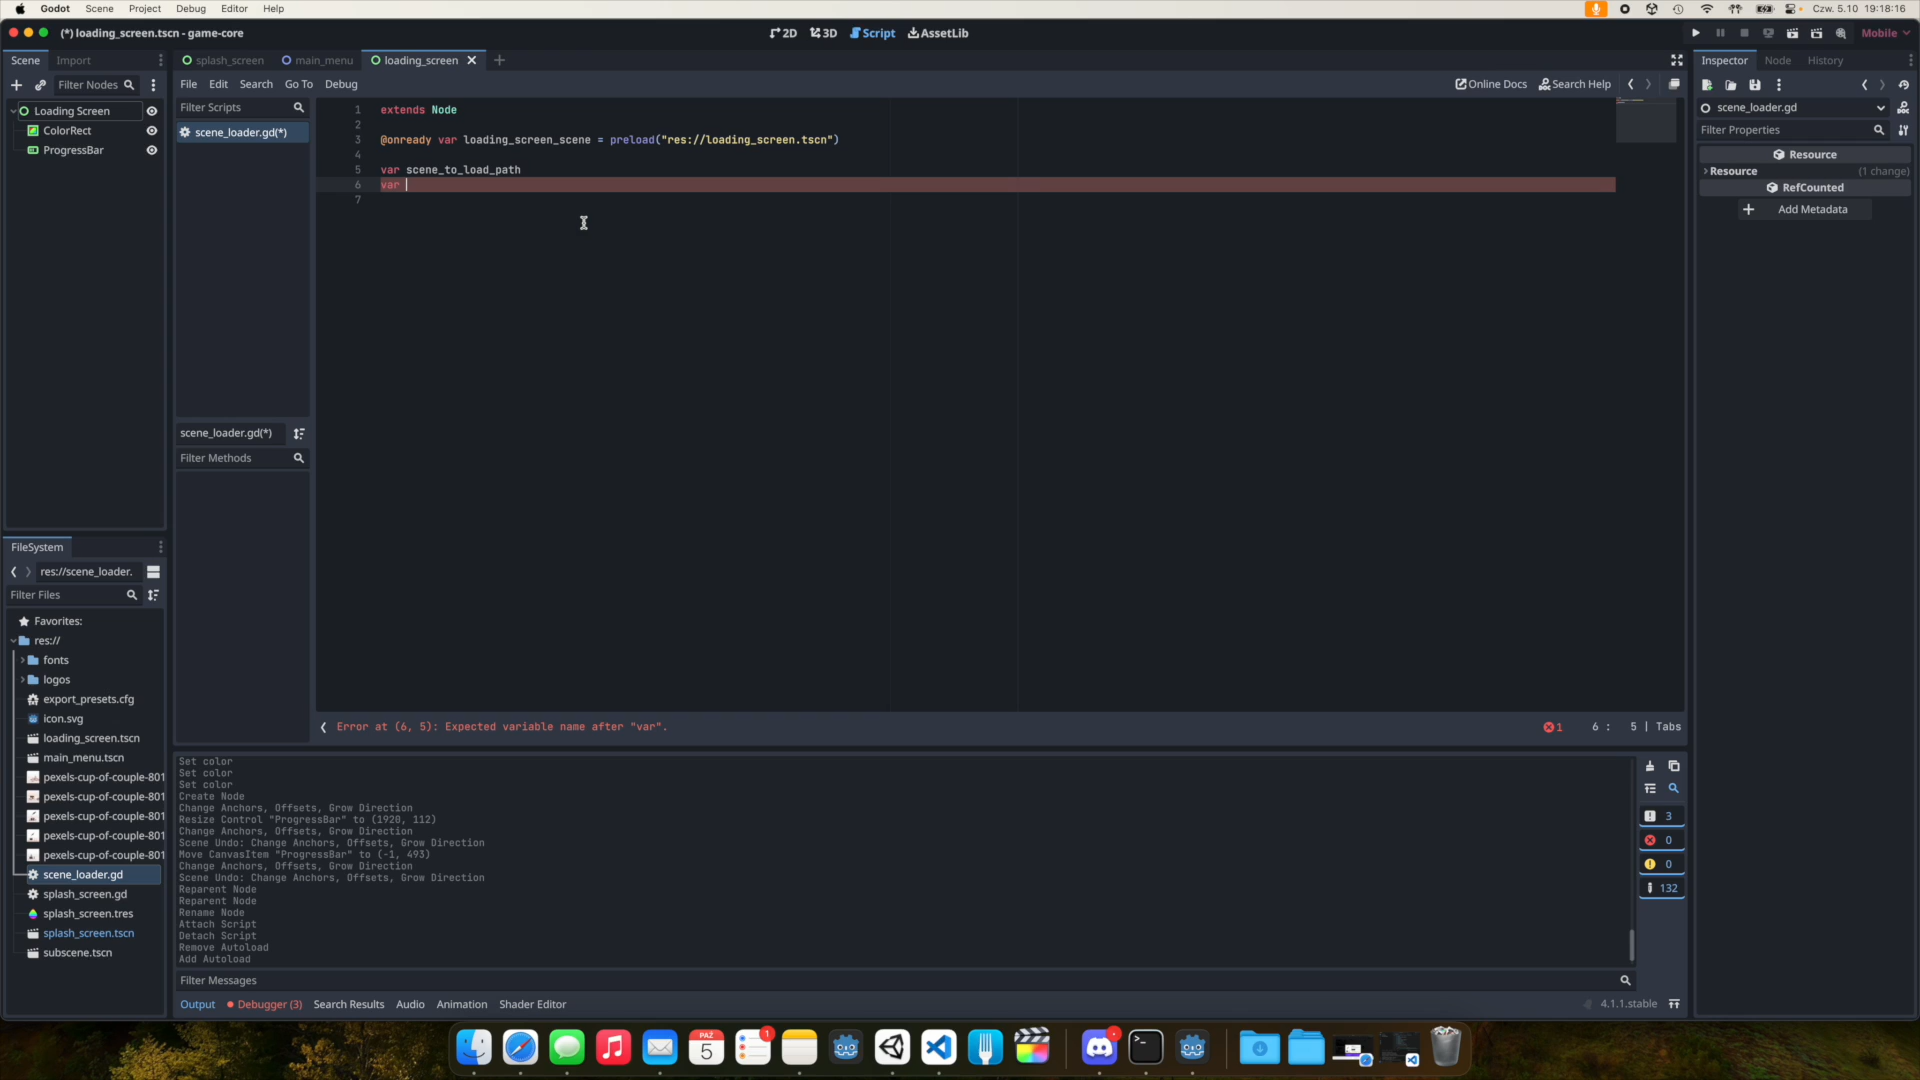 Godot Scene Project Debug Editor Help
Czw. 5.10 19:18:16
(*) loading_screen.tscn - game-core
2D 3D Script AssetLib
Mobile
Scene Import
splash_screen main_menu loading_screen
Inspector Node History
Filter Nodes
File Edit Search Go To Debug
Online Docs Search Help
Filter Scripts
scene_loader.gd
Loading Screen
ColorRect
ProgressBar
scene_loader.gd(*)
Filter Properties
Resource
Resource (1 change)
RefCounted
Add Metadata
1 extends Node
2
3 @onready var loading_screen_scene = preload("res://loading_screen.tscn")
4
5 var scene_to_load_path
6 var
7
scene_loader.gd(*)
Filter Methods
FileSystem
res://scene_loader.
Filter Files
Favorites:
res://
fonts
logos
export_presets.cfg
icon.svg
loading_screen.tscn
main_menu.tscn
pexels-cup-of-couple-801
pexels-cup-of-couple-801
pexels-cup-of-couple-801
pexels-cup-of-couple-801
pexels-cup-of-couple-801
scene_loader.gd
splash_screen.gd
splash_screen.tres
splash_screen.tscn
subscene.tscn
Error at (6, 5): Expected variable name after "var".
1 6 : 5 | Tabs
Set color
Set color
Set color
Create Node
Change Anchors, Offsets, Grow Direction
Resize Control "ProgressBar" to (1920, 112)
Change Anchors, Offsets, Grow Direction
Scene Undo: Change Anchors, Offsets, Grow Direction
Move CanvasItem "ProgressBar" to (-1, 493)
Change Anchors, Offsets, Grow Direction
Scene Undo: Change Anchors, Offsets, Grow Direction
Reparent Node
Reparent Node
Rename Node
Attach Script
Detach Script
Remove Autoload
Add Autoload
3
0
0
132
Filter Messages
Output Debugger (3) Search Results Audio Animation Shader Editor
4.1.1.stable
PAŹ
5
1